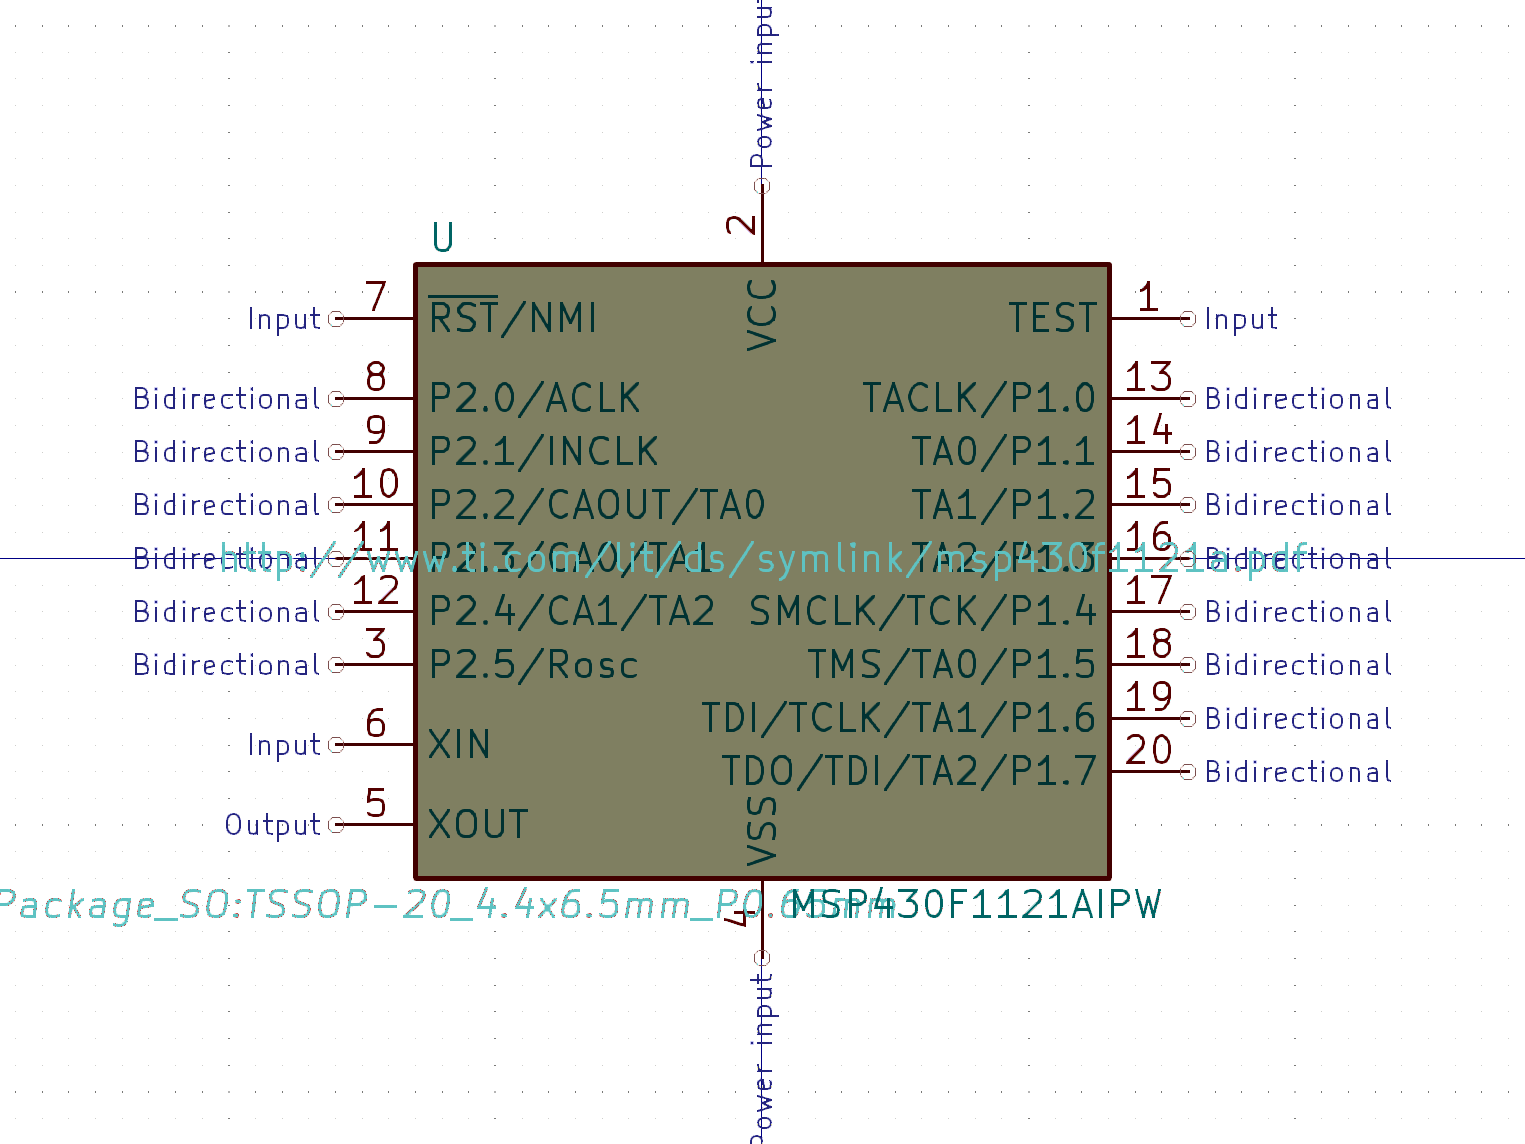 Power input
2
U
VCC
Input 7 RST/NMI TEST 1 Input
Bidirectional 8 P2.0/ACLK TACLK/P1.0 13 Bidirectional
Bidirectional 9 P2.1/INCLK TA0/P1.1 14 Bidirectional
Bidirectional 10 P2.2/CAOUT/TA0 TA1/P1.2 15 Bidirectional
Bidirectional 11 P2.3/CA0/TA1 TA2/P1.3 16 Bidirectional
http://www.ti.com/lit/ds/symlink/msp430f1121a.pdf
Bidirectional 12 P2.4/CA1/TA2 SMCLK/TCK/P1.4 17 Bidirectional
Bidirectional 3 P2.5/Rosc TMS/TA0/P1.5 18 Bidirectional
TDI/TCLK/TA1/P1.6 19 Bidirectional
Input 6 XIN
TDO/TDI/TA2/P1.7 20 Bidirectional
Output 5 XOUT
VSS
Package_SO:TSSOP-20_4.4x6.5mm_P0.65mm
MSP430F1121AIPW
4
Power input